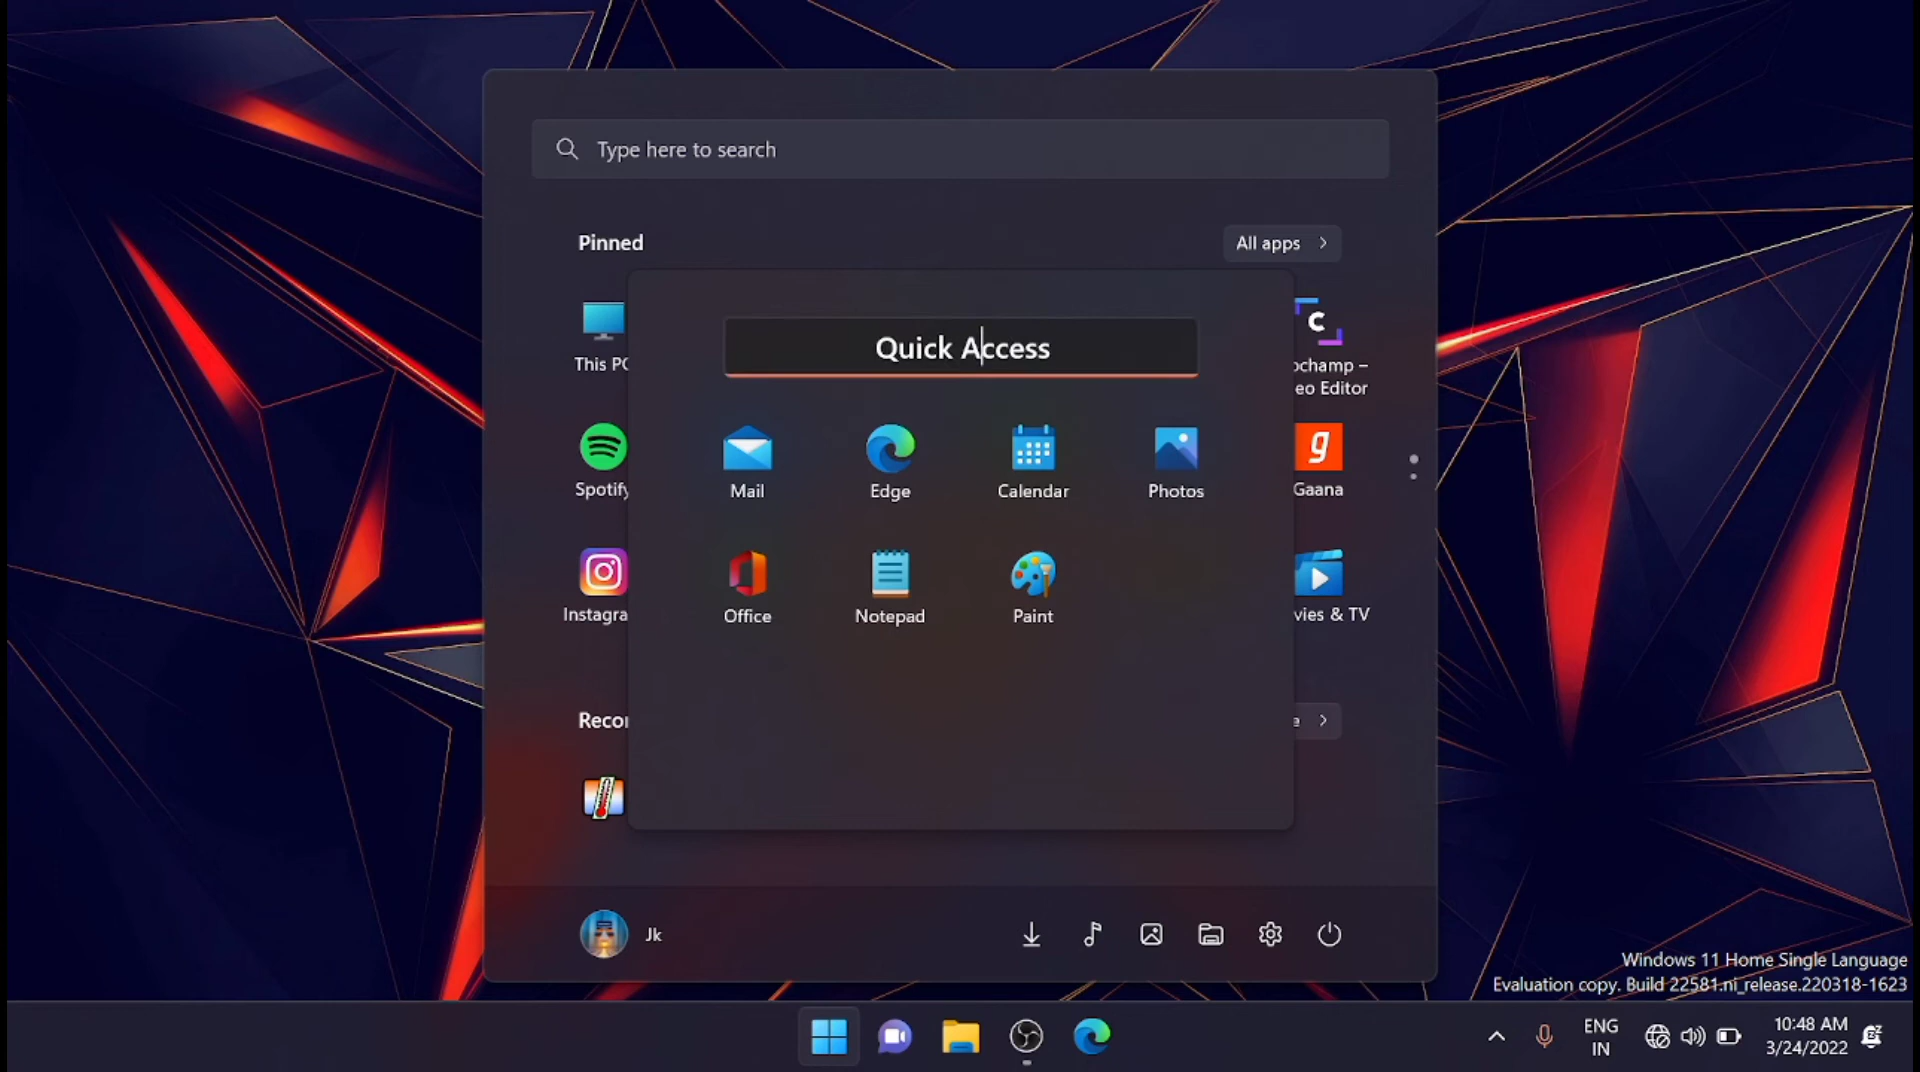 Type here to search
Pinned
All apps
Quick Access
This PC
ochamp –
eo Editor
Mail
Edge
Calendar
Photos
Spotify
Gaana
Office
Notepad
Paint
Instagra
vies & TV
Recor
e
Jk
Windows 11 Home Single Language
Evaluation copy. Build 22581.ni_release.220318-1623
ENG
IN
10:48 AM
3/24/2022